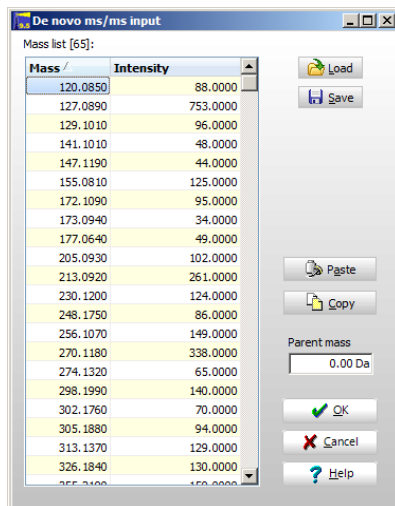 De novo ms/ms input
Mass list [65]:
Mass Intensity
120.0850 88.0000
127.0890 753.0000
129.1010 96.0000
141.1010 48.0000
147.1190 44.0000
155.0810 125.0000
172.1090 95.0000
173.0940 34.0000
177.0640 49.0000
205.0930 102.0000
213.0920 261.0000
230.1200 124.0000
248.1750 86.0000
256.1070 149.0000
270.1180 338.0000
274.1320 65.0000
298.1990 140.0000
302.1760 70.0000
305.1880 94.0000
313.1370 129.0000
326.1840 130.0000
Load
Save
Paste
Copy
Parent mass
0.00 Da
OK
Cancel
Help